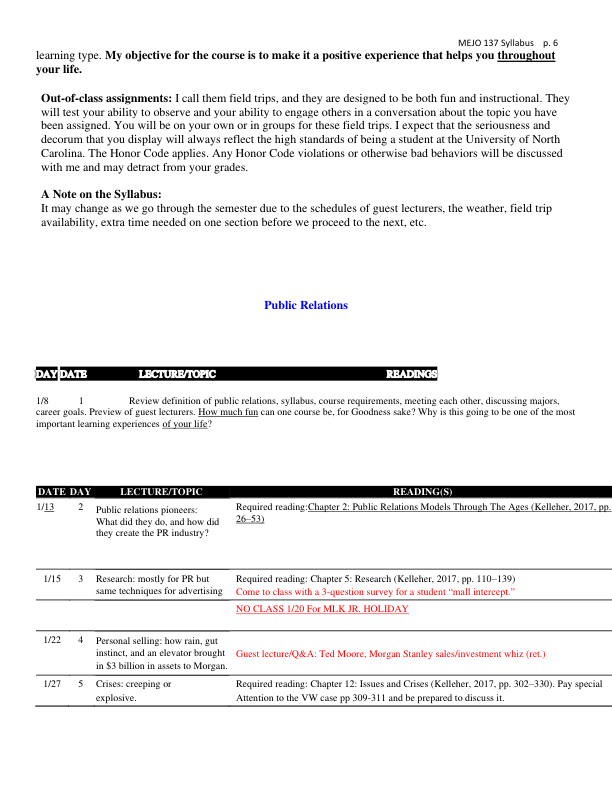 MEJO 137 Syllabus p. 6
learning type. My objective for the course is to make it a positive experience that helps you throughout
your life.
Out-of-class assignments: I call them field trips, and they are designed to be both fun and instructional. They
will test your ability to observe and your ability to engage others in a conversation about the topic you have
been assigned. You will be on your own or in groups for these field trips. I expect that the seriousness and
decorum that you display will always reflect the high standards of being a student at the University of North
Carolina. The Honor Code applies. Any Honor Code violations or otherwise bad behaviors will be discussed
with me and may detract from your grades.
A Note on the Syllabus:
It may change as we go through the semester due to the schedules of guest lecturers, the weather, field trip
availability, extra time needed on one section before we proceed to the next, etc.
Public Relations
DAY DATE LECTURE/TOPIC READINGS
1/8 1 Review definition of public relations, syllabus, course requirements, meeting each other, discussing majors,
career goals. Preview of guest lecturers. How much fun can one course be, for Goodness sake? Why is this going to be one of the most
important learning experiences of your life?
DATE DAY LECTURE/TOPIC READING(S)
1/13 2 Public relations pioneers: Required reading:Chapter 2: Public Relations Models Through The Ages (Kelleher, 2017, pp.
What did they do, and how did 26–53)
they create the PR industry?
1/15 3 Research: mostly for PR but Required reading: Chapter 5: Research (Kelleher, 2017, pp. 110–139)
same techniques for advertising Come to class with a 3-question survey for a student “mall intercept.”
NO CLASS 1/20 For MLK JR. HOLIDAY
1/22 4 Personal selling: how rain, gut
instinct, and an elevator brought Guest lecture/Q&A: Ted Moore, Morgan Stanley sales/investment whiz (ret.)
in $3 billion in assets to Morgan.
1/27 5 Crises: creeping or Required reading: Chapter 12: Issues and Crises (Kelleher, 2017, pp. 302–330). Pay special
explosive. Attention to the VW case pp 309-311 and be prepared to discuss it.